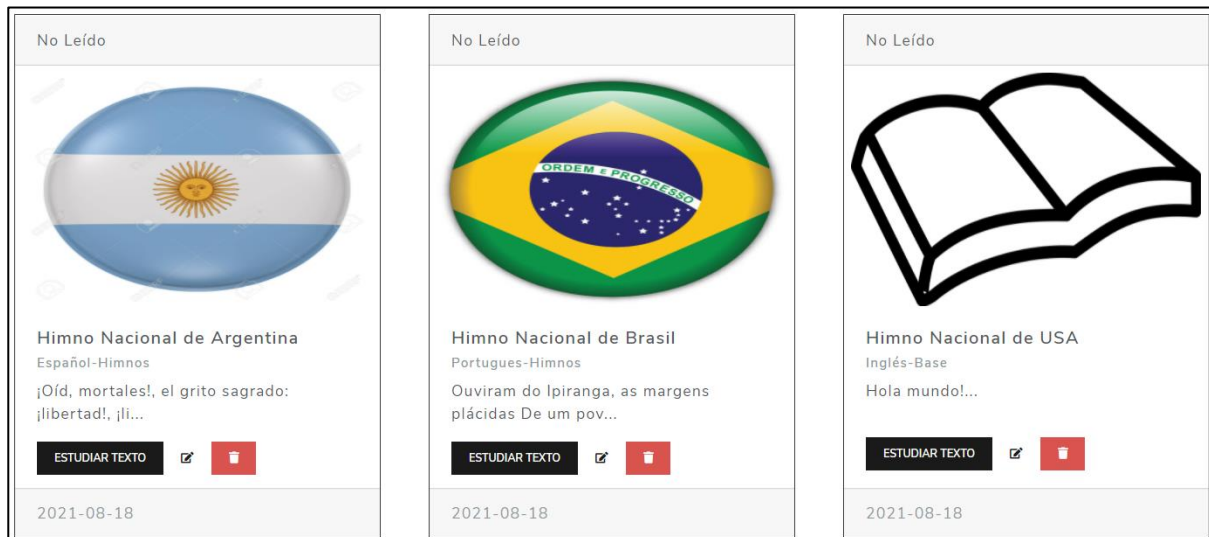 No Leído
Himno Nacional de Argentina
Español-Himnos
¡Oíd, mortales!, el grito sagrado:
¡libertad!, ¡li...
ESTUDIAR TEXTO
2021-08-18
No Leído
ORDEM E PROGRESSO
Himno Nacional de Brasil
Portugues-Himnos
Ouviram do Ipiranga, as margens
plácidas De um pov...
ESTUDIAR TEXTO
2021-08-18
No Leído
Himno Nacional de USA
Inglés-Base
Hola mundo!...
ESTUDIAR TEXTO
2021-08-18